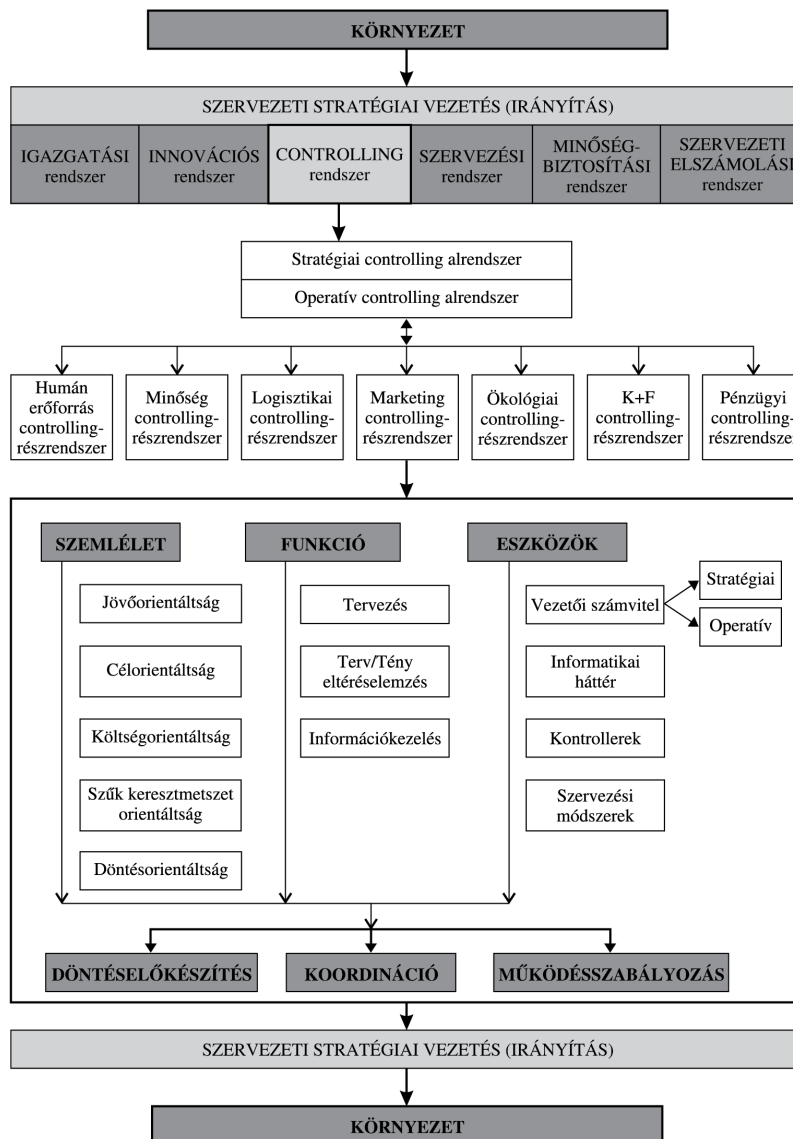 KÖRNYEZET
SZERVEZETI STRATÉGIAI VEZETÉS (IRÁNYÍTÁS)
IGAZGATÁSI
rendszer
INNOVÁCIÓS
rendszer
CONTROLLING
rendszer
SZERVEZÉSI
rendszer
MINŐSÉG-
BIZTOSÍTÁSI
rendszer
SZERVEZETI
ELSZÁMOLÁSI
rendszer
Stratégiai controlling alrendszer
Operatív controlling alrendszer
Humán
erőforrás
controlling-
részrendszer
Minőség
controlling-
részrendszer
Logisztikai
controlling-
részrendszer
Marketing
controlling-
részrendszer
Ökológiai
controlling-
részrendszer
K+F
controlling-
részrendszer
Pénzügyi
controlling-
részrendszer
SZEMLÉLET
Jövőorientáltság
Célorientáltság
Költségorientáltság
Szűk keresztmetszet
orientáltság
Döntésorientáltság
FUNKCIÓ
Tervezés
Terv/Tény
eltéréselemzés
Információkezelés
ESZKÖZÖK
Vezetői számvitel
Stratégiai
Operatív
Informatikai
háttér
Kontrollerek
Szervezési
módszerek
DÖNTÉSELŐKÉSZÍTÉS
KOORDINÁCIÓ
MŰKÖDÉSSZABÁLYOZÁS
SZERVEZETI STRATÉGIAI VEZETÉS (IRÁNYÍTÁS)
KÖRNYEZET